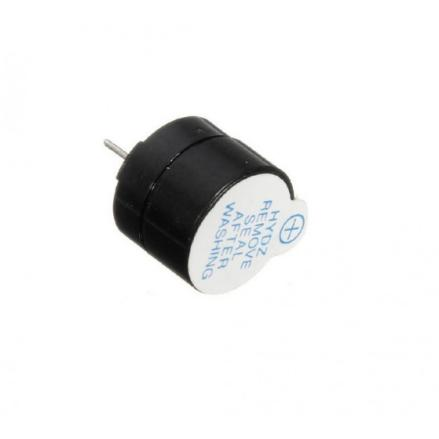 HYDZ
REMOVE
SEAL
AFTER
WASHING
+